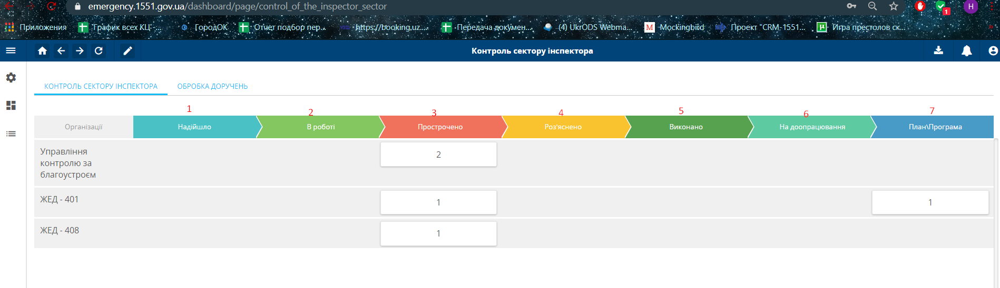 emergency.1551.gov.ua/dashboard/page/control_of_the_inspector_sector
H
1
Приложения
График всех КЦ -...
ГородОК
Отчет подбор пер...
https://booking.uz....
Передача докумен...
(4) UkrODS Webma...
M
Mockingbird
Проект "CRM-1551...
Игра престолов ск...
Контроль сектору інспектора
КОНТРОЛЬ СЕКТОРУ ІНСПЕКТОРА
ОБРОБКА ДОРУЧЕНЬ
1 2 3 4 5 6 7
Організації
Надійшло
В роботі
Прострочено
Роз'яснено
Виконано
На доопрацювання
План\Програма
Управління
контролю за
благоустроєм
2
ЖЕД - 401
1
1
ЖЕД - 408
1